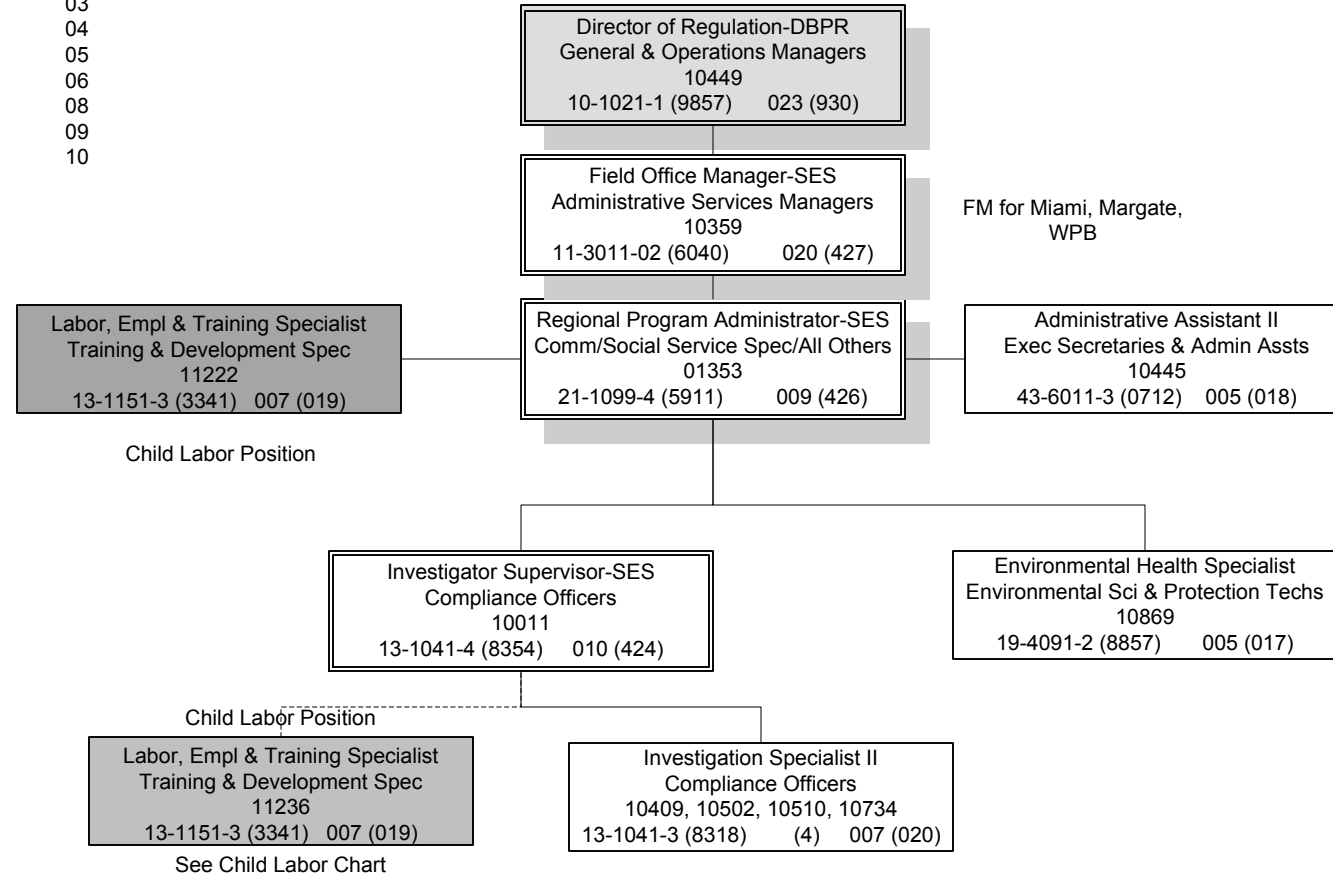 03
04
05
06
08
09
10
Director of Regulation-DBPR
General & Operations Managers
10449
10-1021-1 (9857) 023 (930)
Field Office Manager-SES
Administrative Services Managers
10359
11-3011-02 (6040) 020 (427)
FM for Miami, Margate,
WPB
Labor, Empl & Training Specialist
Training & Development Spec
11222
13-1151-3 (3341) 007 (019)
Child Labor Position
Regional Program Administrator-SES
Comm/Social Service Spec/All Others
01353
21-1099-4 (5911) 009 (426)
Administrative Assistant II
Exec Secretaries & Admin Assts
10445
43-6011-3 (0712) 005 (018)
Investigator Supervisor-SES
Compliance Officers
10011
13-1041-4 (8354) 010 (424)
Environmental Health Specialist
Environmental Sci & Protection Techs
10869
19-4091-2 (8857) 005 (017)
Child Labor Position
Labor, Empl & Training Specialist
Training & Development Spec
11236
13-1151-3 (3341) 007 (019)
See Child Labor Chart
Investigation Specialist II
Compliance Officers
10409, 10502, 10510, 10734
13-1041-3 (8318) (4) 007 (020)